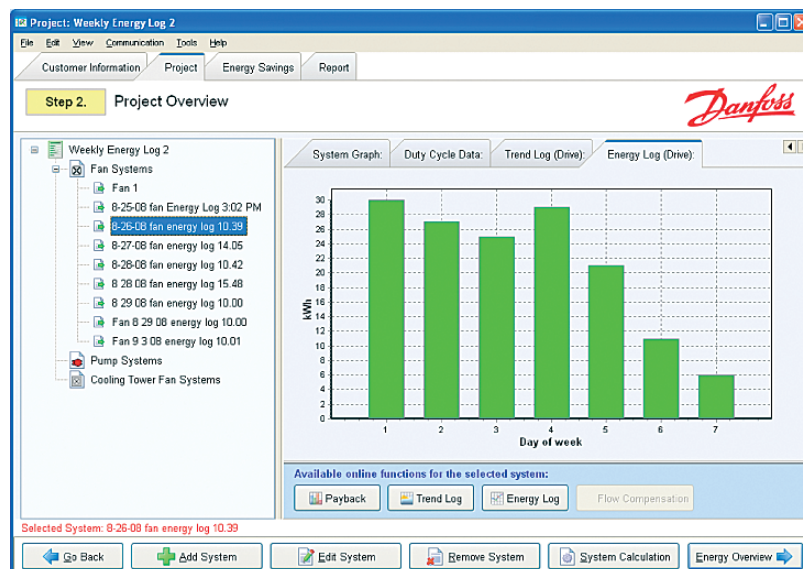 Project: Weekly Energy Log 2
File Edit View Communication Tools Help
Customer Information Project Energy Savings Report
Step 2. Project Overview
Danfoss
Weekly Energy Log 2
Fan Systems
Fan 1
8-25-08 fan Energy Log 3:02 PM
8-26-08 fan energy log 10.39
8-27-08 fan energy log 14.05
8-28-08 fan energy log 10.42
8 28 08 fan energy log 15.48
8 29 08 fan energy log 10.00
Fan 8 29 08 energy log 10.00
Fan 9 3 08 energy log 10.01
Pump Systems
Cooling Tower Fan Systems
System Graph: Duty Cycle Data: Trend Log (Drive): Energy Log (Drive):
30
28
26
24
22
20
18
16
14
12
10
8
6
4
2
0
kWh
1 2 3 4 5 6 7
Day of week
Available online functions for the selected system:
Payback Trend Log Energy Log Flow Compensation
Selected System: 8-26-08 fan energy log 10.39
Go Back Add System Edit System Remove System System Calculation Energy Overview